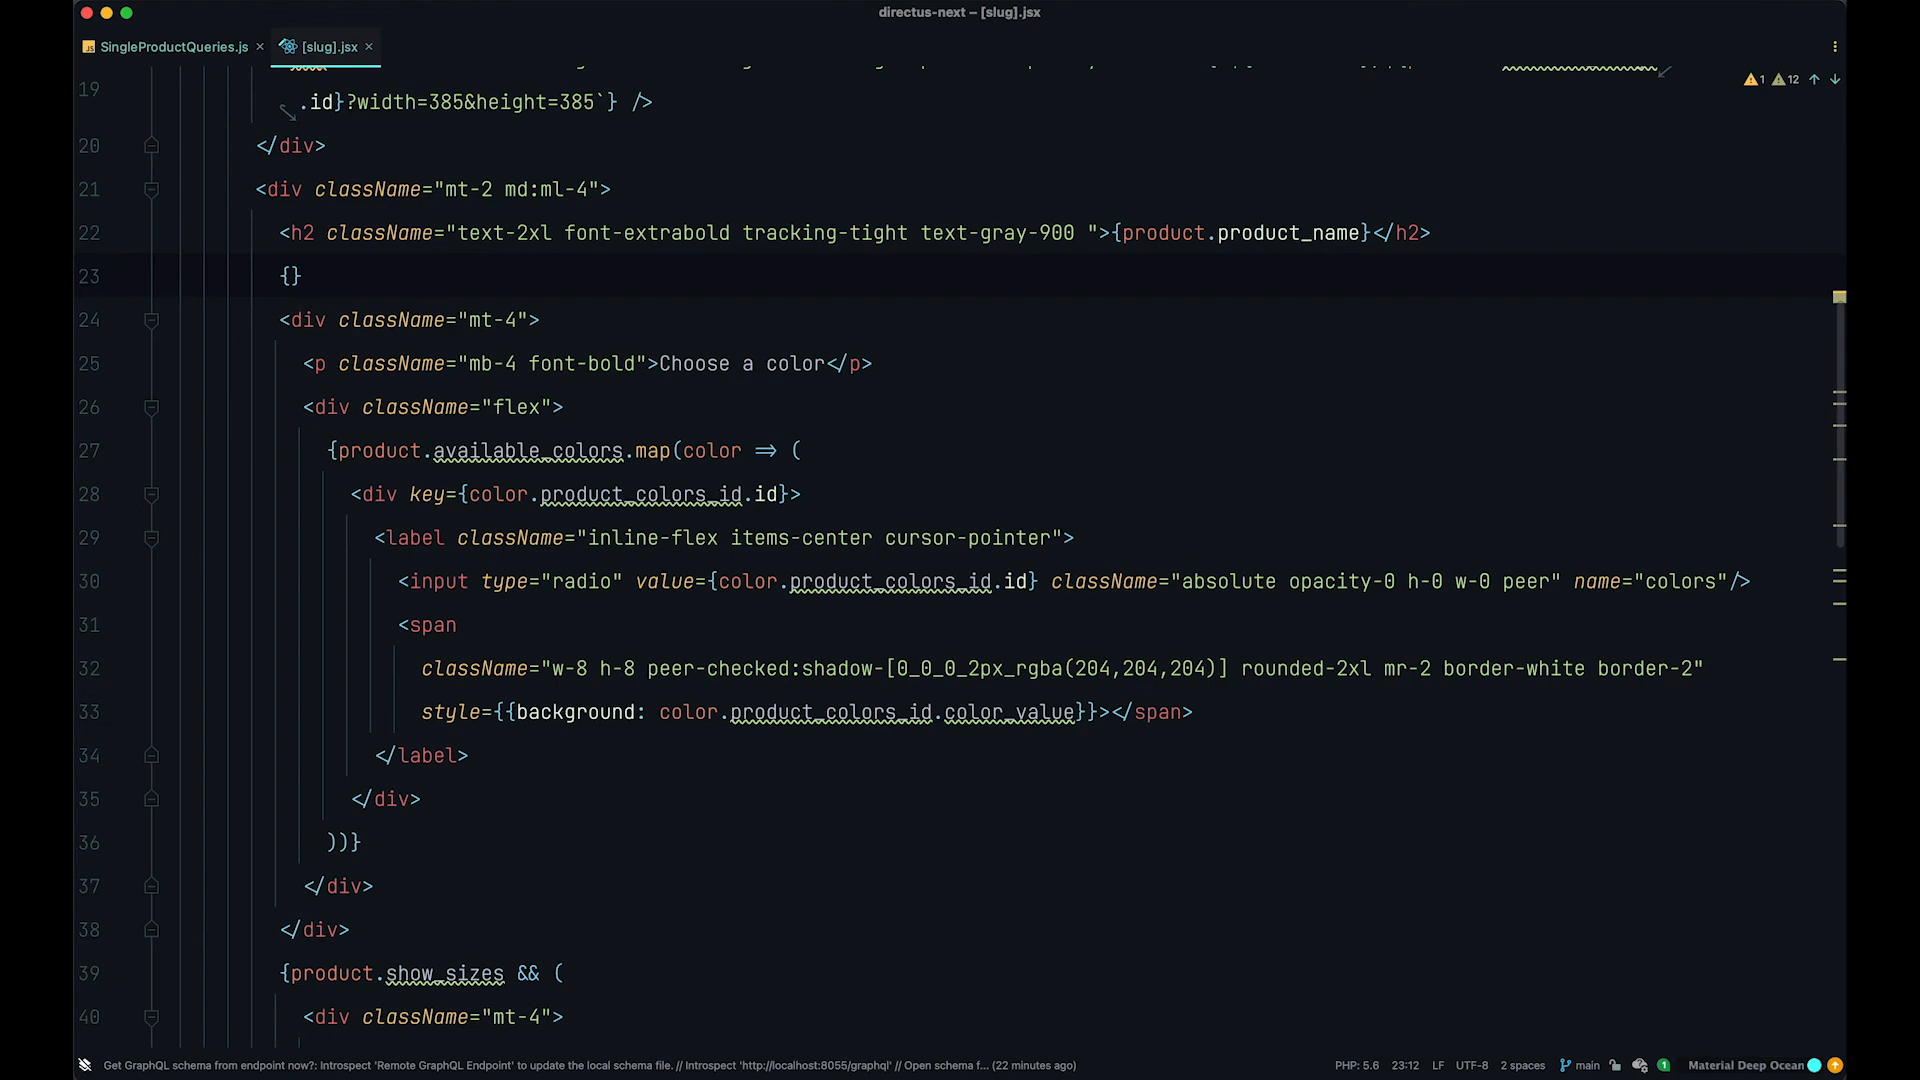 directus-next – [slug].jsx
SingleProductQueries.js
[slug].jsx
1 12
19 .id}?width=385&height=385`} />
20 </div>
21 <div className="mt-2 md:ml-4">
22 <h2 className="text-2xl font-extrabold tracking-tight text-gray-900 ">{product.product_name}</h2>
23 {}
24 <div className="mt-4">
25 <p className="mb-4 font-bold">Choose a color</p>
26 <div className="flex">
27 {product.available_colors.map(color => (
28 <div key={color.product_colors_id.id}>
29 <label className="inline-flex items-center cursor-pointer">
30 <input type="radio" value={color.product_colors_id.id} className="absolute opacity-0 h-0 w-0 peer" name="colors"/>
31 <span
32 className="w-8 h-8 peer-checked:shadow-[0_0_0_2px_rgba(204,204,204)] rounded-2xl mr-2 border-white border-2"
33 style={{background: color.product_colors_id.color_value}}></span>
34 </label>
35 </div>
36 ))}
37 </div>
38 </div>
39 {product.show_sizes && (
40 <div className="mt-4">
Get GraphQL schema from endpoint now?: Introspect 'Remote GraphQL Endpoint' to update the local schema file. // Introspect 'http://localhost:8055/graphql' // Open schema f... (22 minutes ago)
PHP: 5.6 23:12 LF UTF-8 2 spaces main 1 Material Deep Ocean